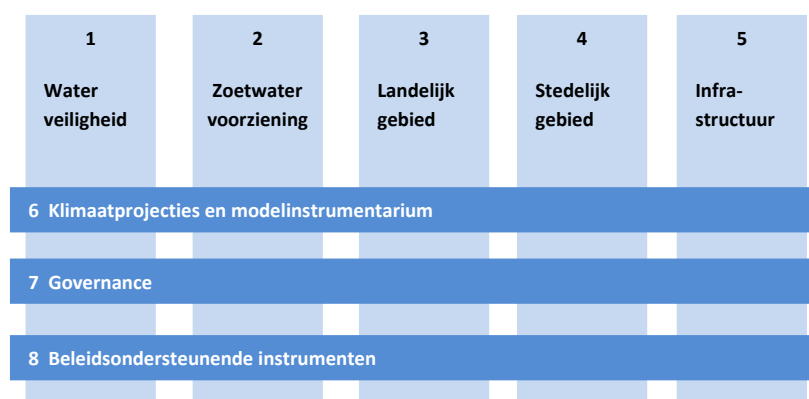 1
Water
veiligheid
2
Zoetwater
voorziening
3
Landelijk
gebied
4
Stedelijk
gebied
5
Infra-
structuur
6 Klimaatprojecties en modelinstrumentarium
7 Governance
8 Beleidsondersteunende instrumenten